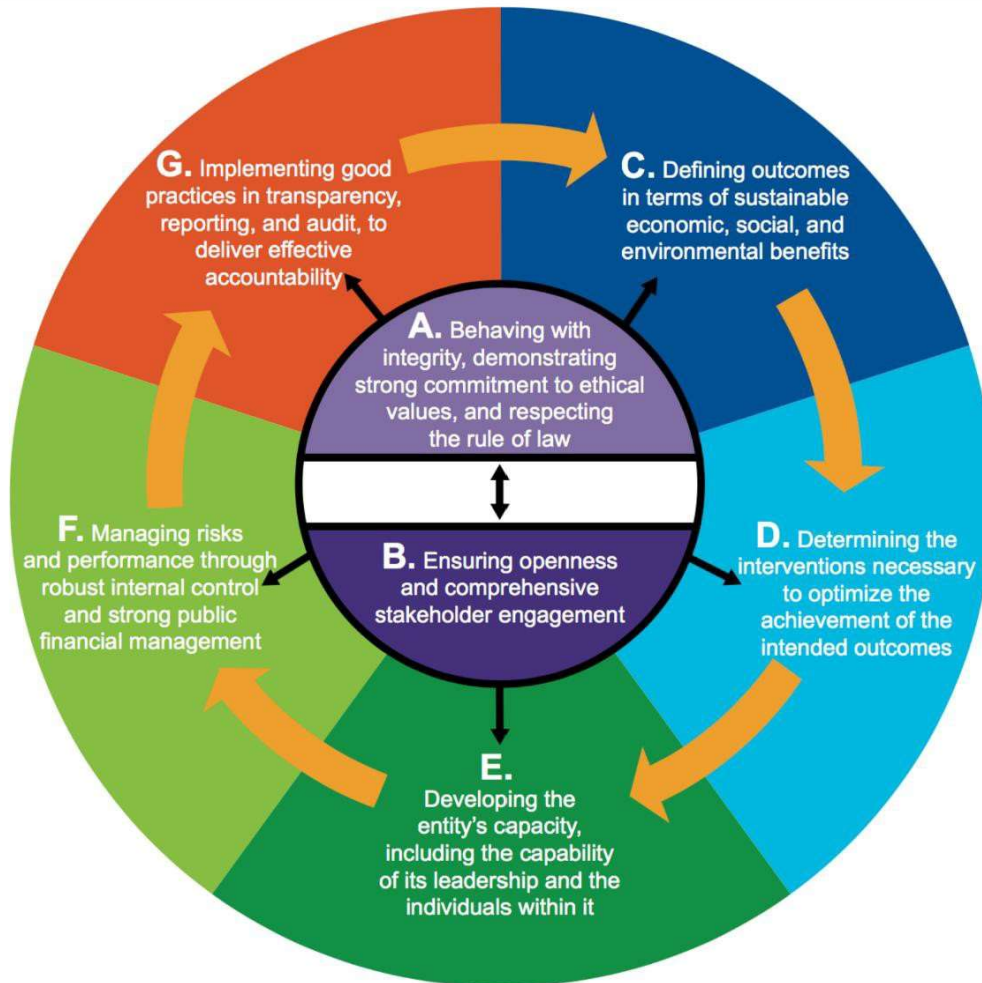 A. Behaving with
integrity, demonstrating
strong commitment to ethical
values, and respecting
the rule of law
B. Ensuring openness
and comprehensive
stakeholder engagement
C. Defining outcomes
in terms of sustainable
economic, social, and
environmental benefits
D. Determining the
interventions necessary
to optimize the
achievement of the
intended outcomes
E.
Developing the
entity's capacity,
including the capability
of its leadership and the
individuals within it
F. Managing risks
and performance through
robust internal control
and strong public
financial management
G. Implementing good
practices in transparency,
reporting, and audit, to
deliver effective
accountability